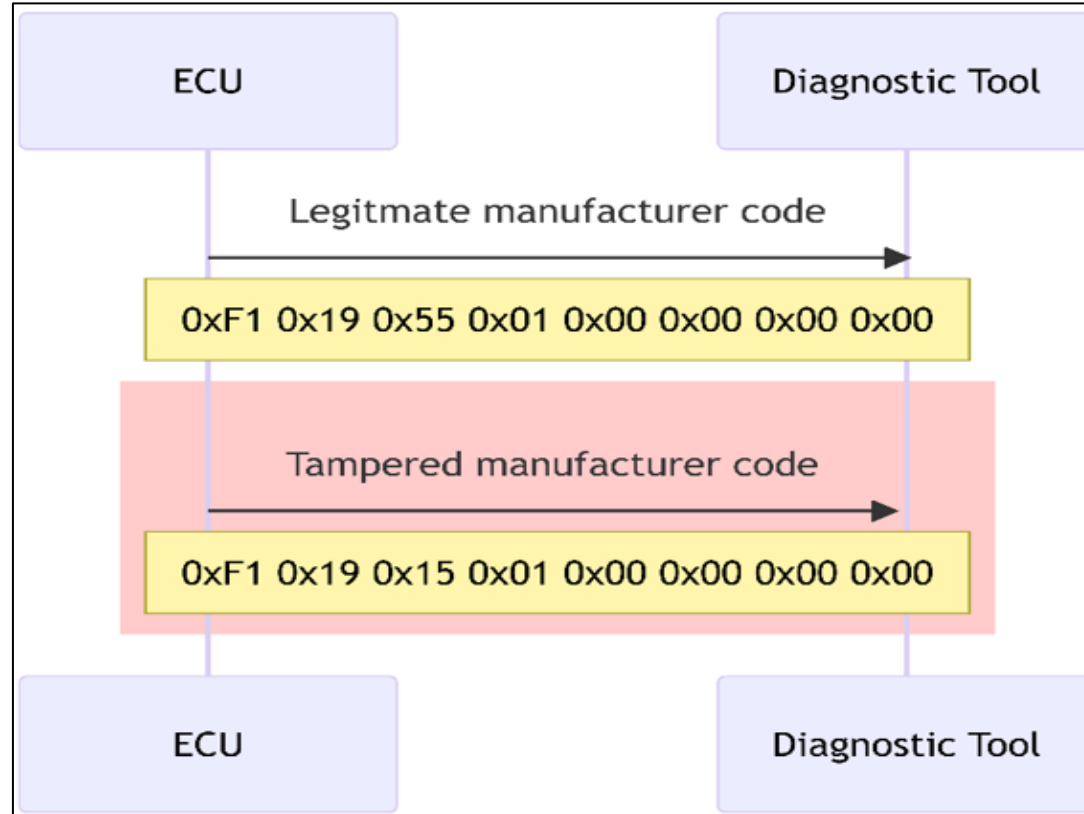 ECU
Diagnostic Tool
Legitmate manufacturer code
0xF1 0x19 0x55 0x01 0x00 0x00 0x00 0x00
Tampered manufacturer code
0xF1 0x19 0x15 0x01 0x00 0x00 0x00 0x00
ECU
Diagnostic Tool